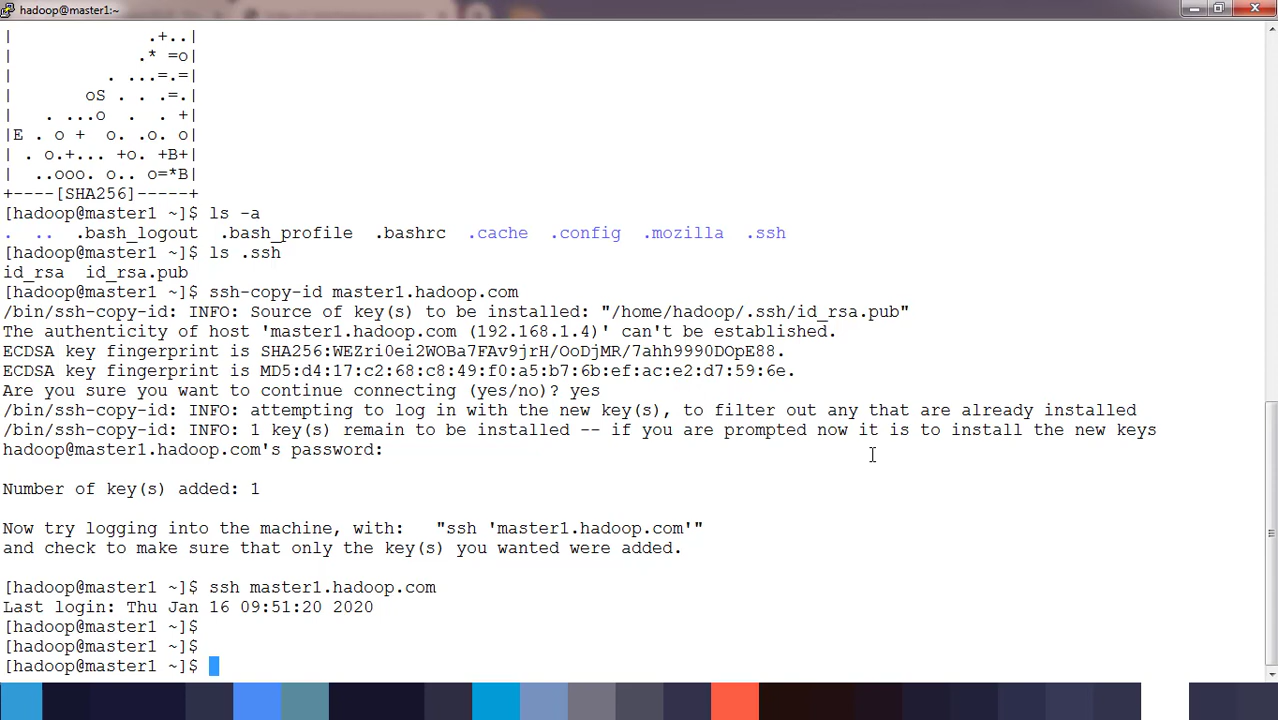 hadoop@master1:~
|              .+..|
|             .* =o|
|          . ...=.=|
|        oS . . .=.|
|    . ...o  .  . +|
|E . o +  o. .o. o|
| . o.+... +o. +B+|
|  ..ooo. o.. o=*B|
+----[SHA256]-----+
[hadoop@master1 ~]$ ls -a
.  ..  .bash_logout  .bash_profile  .bashrc  .cache  .config  .mozilla  .ssh
[hadoop@master1 ~]$ ls .ssh
id_rsa  id_rsa.pub
[hadoop@master1 ~]$ ssh-copy-id master1.hadoop.com
/bin/ssh-copy-id: INFO: Source of key(s) to be installed: "/home/hadoop/.ssh/id_rsa.pub"
The authenticity of host 'master1.hadoop.com (192.168.1.4)' can't be established.
ECDSA key fingerprint is SHA256:WEZri0ei2WOBa7FAv9jrH/OoDjMR/7ahh9990DOpE88.
ECDSA key fingerprint is MD5:d4:17:c2:68:c8:49:f0:a5:b7:6b:ef:ac:e2:d7:59:6e.
Are you sure you want to continue connecting (yes/no)? yes
/bin/ssh-copy-id: INFO: attempting to log in with the new key(s), to filter out any that are already installed
/bin/ssh-copy-id: INFO: 1 key(s) remain to be installed -- if you are prompted now it is to install the new keys
hadoop@master1.hadoop.com's password:
Number of key(s) added: 1
Now try logging into the machine, with:   "ssh 'master1.hadoop.com'"
and check to make sure that only the key(s) you wanted were added.
[hadoop@master1 ~]$ ssh master1.hadoop.com
Last login: Thu Jan 16 09:51:20 2020
[hadoop@master1 ~]$
[hadoop@master1 ~]$
[hadoop@master1 ~]$